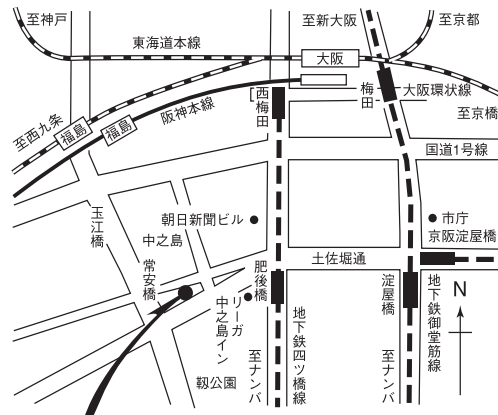 至神戸
至新大阪
至京都
東海道本線
大阪
西梅田
梅田
大阪環状線
阪神本線
至西九条
福島
福島
至京橋
国道1号線
玉江橋
朝日新聞ビル
中之島
市庁
京阪淀屋橋
常安橋
肥後橋
土佐堀通
淀屋橋
地下鉄御堂筋線
N
リーガ
中之島イン
地下鉄四ツ橋線
靱公園
至ナンバ
至ナンバ